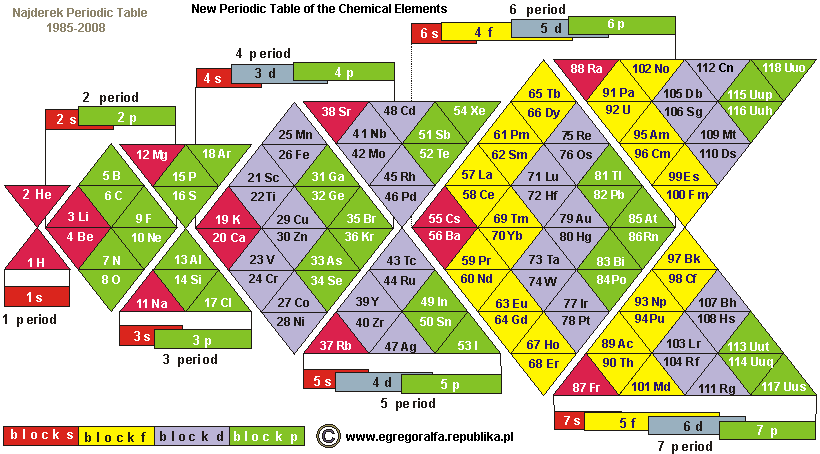 Najderek Periodic Table
1985-2008
New Periodic Table of the Chemical Elements
1 H
2 He
1 s
1 period
2 period
2 s
2 p
3 Li
4 Be
5 B
6 C
7 N
8 O
9 F
10 Ne
11 Na
12 Mg
13 Al
14 Si
15 P
16 S
17 Cl
18 Ar
3 s
3 p
3 period
4 period
4 s
3 d
4 p
19 K
20 Ca
21 Sc
22 Ti
23 V
24 Cr
25 Mn
26 Fe
27 Co
28 Ni
29 Cu
30 Zn
31 Ga
32 Ge
33 As
34 Se
35 Br
36 Kr
37 Rb
38 Sr
39 Y
40 Zr
41 Nb
42 Mo
43 Tc
44 Ru
45 Rh
46 Pd
47 Ag
48 Cd
49 In
50 Sn
51 Sb
52 Te
53 I
54 Xe
5 s
4 d
5 p
5 period
6 period
6 s
4 f
5 d
6 p
55 Cs
56 Ba
57 La
58 Ce
59 Pr
60 Nd
61 Pm
62 Sm
63 Eu
64 Gd
65 Tb
66 Dy
67 Ho
68 Er
69 Tm
70 Yb
71 Lu
72 Hf
73 Ta
74 W
75 Re
76 Os
77 Ir
78 Pt
79 Au
80 Hg
81 Tl
82 Pb
83 Bi
84 Po
85 At
86 Rn
87 Fr
88 Ra
89 Ac
90 Th
91 Pa
92 U
93 Np
94 Pu
95 Am
96 Cm
97 Bk
98 Cf
99 Es
100 Fm
101 Md
102 No
103 Lr
104 Rf
105 Db
106 Sg
107 Bh
108 Hs
109 Mt
110 Ds
111 Rg
112 Cn
113 Uut
114 Uuq
115 Uup
116 Uuh
117 Uus
118 Uuo
7 s
5 f
6 d
7 p
7 period
block s
block f
block d
block p
© www.egregoralfa.republika.pl